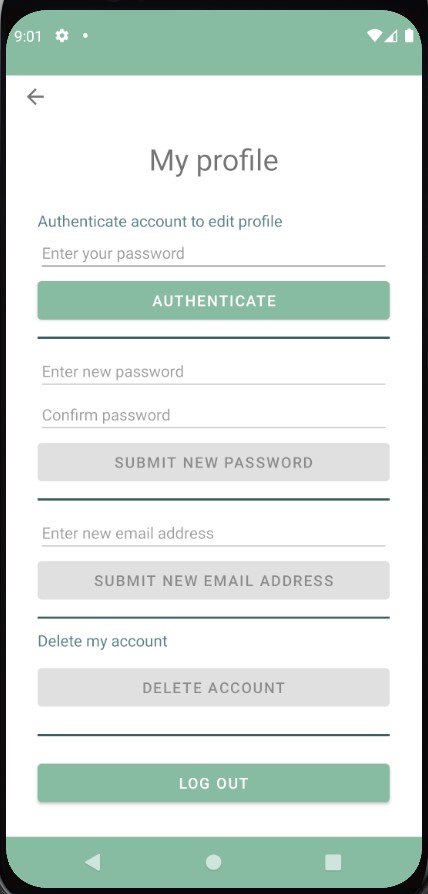 9:01
My profile
Authenticate account to edit profile
Enter your password
AUTHENTICATE
Enter new password
Confirm password
SUBMIT NEW PASSWORD
Enter new email address
SUBMIT NEW EMAIL ADDRESS
Delete my account
DELETE ACCOUNT
LOG OUT